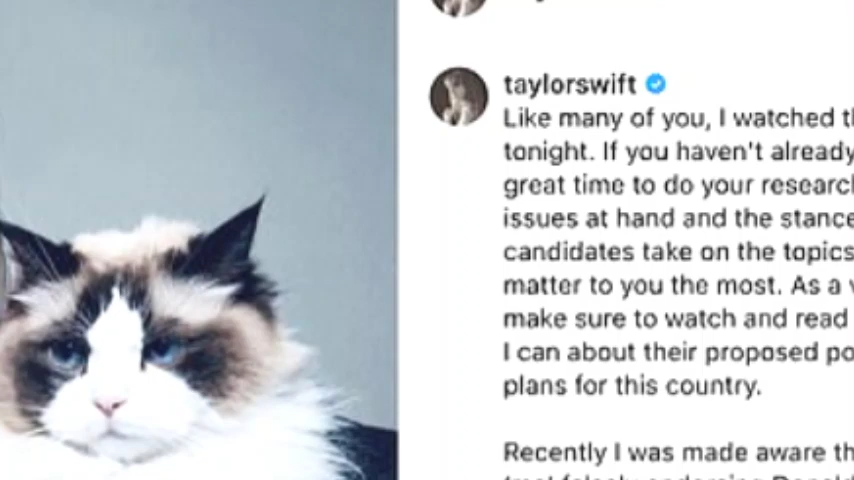 taylorswift
Like many of you, I watched
tonight. If you haven't already
great time to do your research
issues at hand and the stance
candidates take on the topics
matter to you the most. As a
make sure to watch and read
I can about their proposed po
plans for this country.
Recently I was made aware th